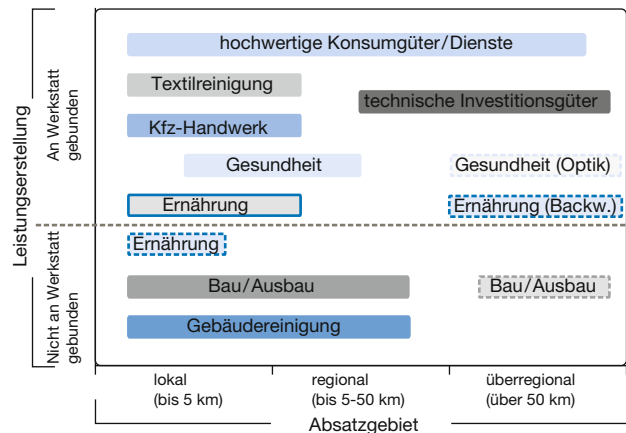 hochwertige Konsumgüter/Dienste
Textilreinigung
technische Investitionsgüter
Kfz-Handwerk
Gesundheit
Gesundheit (Optik)
Ernährung
Ernährung (Backw.)
Ernährung
Bau/Ausbau
Bau/Ausbau
Gebäudereinigung
Leistungserstellung
An Werkstatt
gebunden
Nicht an Werkstatt
gebunden
lokal
(bis 5 km)
regional
(bis 5-50 km)
überregional
(über 50 km)
Absatzgebiet